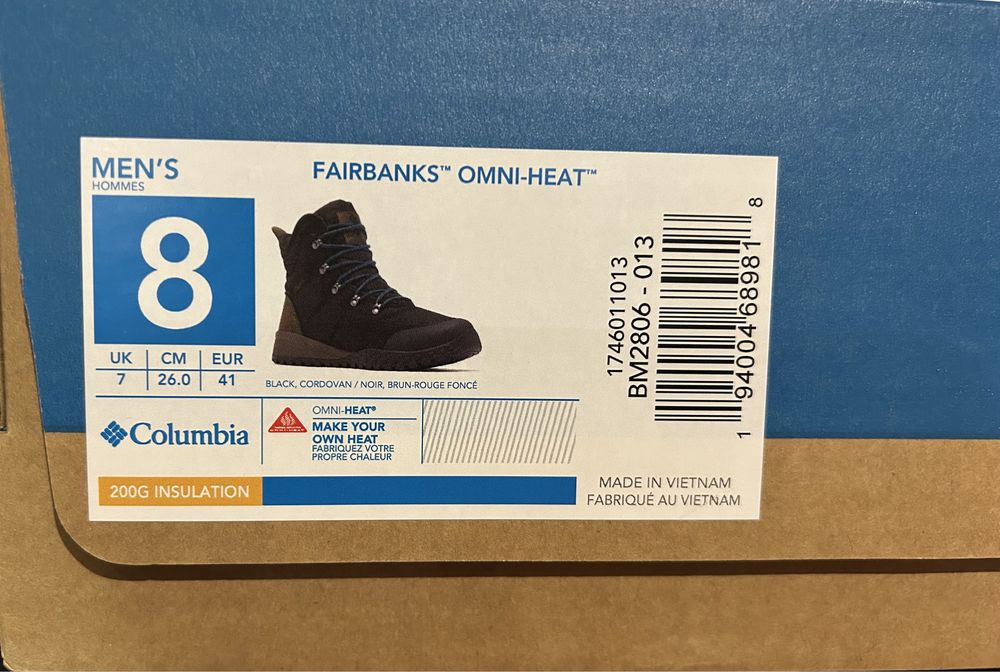 MEN'S
HOMMES
FAIRBANKS™ OMNI-HEAT™
8
UK CM EUR
7 26.0 41
BLACK, CORDOVAN / NOIR, BRUN-ROUGE FONCÉ
Columbia
OMNI-HEAT®
MAKE YOUR
OWN HEAT
FABRIQUEZ VOTRE
PROPRE CHALEUR
200G INSULATION
1746011013
BM2806 - 013
1 94004 68981 8
MADE IN VIETNAM
FABRIQUÉ AU VIETNAM